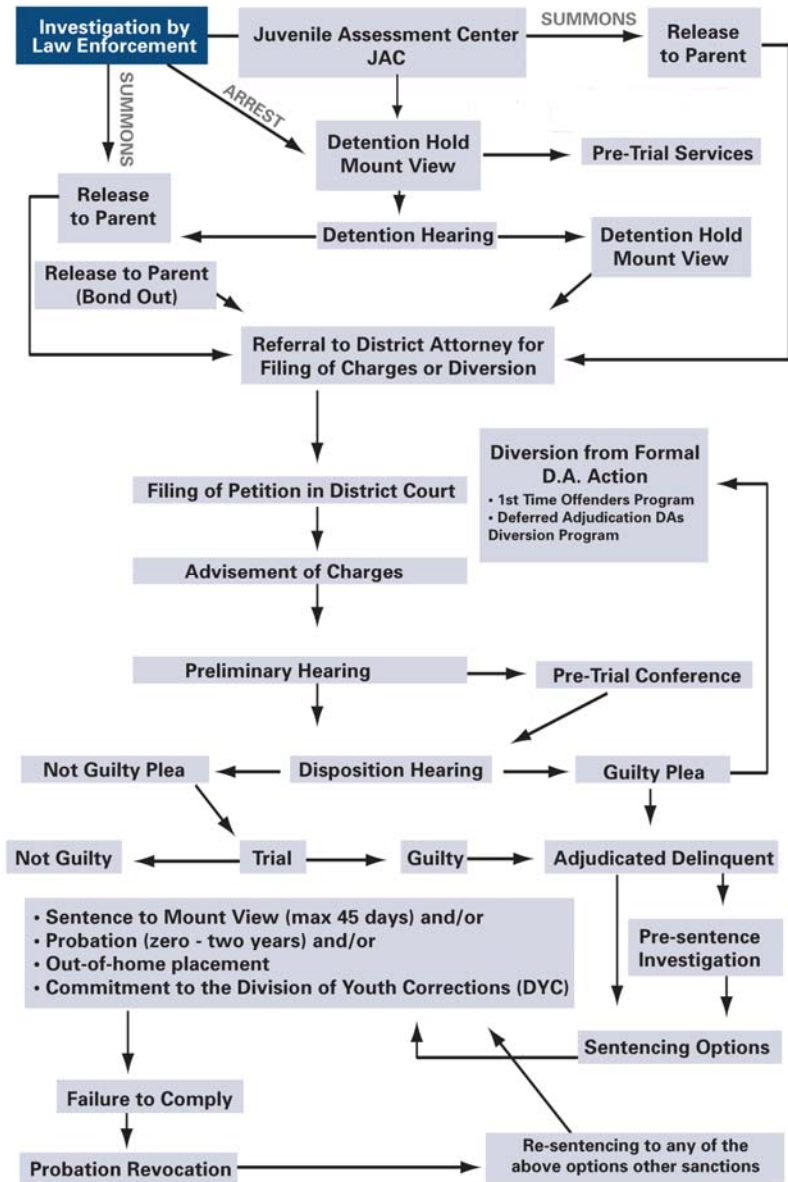 Investigation by
Law Enforcement
Juvenile Assessment Center
JAC
SUMMONS
Release
to Parent
SUMMONS
ARREST
Detention Hold
Mount View
Pre-Trial Services
Release
to Parent
Detention Hearing
Detention Hold
Mount View
Release to Parent
(Bond Out)
Referral to District Attorney for
Filing of Charges or Diversion
Diversion from Formal
D.A. Action
• 1st Time Offenders Program
• Deferred Adjudication DAs
Diversion Program
Filing of Petition in District Court
Advisement of Charges
Preliminary Hearing
Pre-Trial Conference
Not Guilty Plea
Disposition Hearing
Guilty Plea
Not Guilty
Trial
Guilty
Adjudicated Delinquent
• Sentence to Mount View (max 45 days) and/or
• Probation (zero - two years) and/or
• Out-of-home placement
• Commitment to the Division of Youth Corrections (DYC)
Pre-sentence
Investigation
Sentencing Options
Failure to Comply
Probation Revocation
Re-sentencing to any of the
above options other sanctions